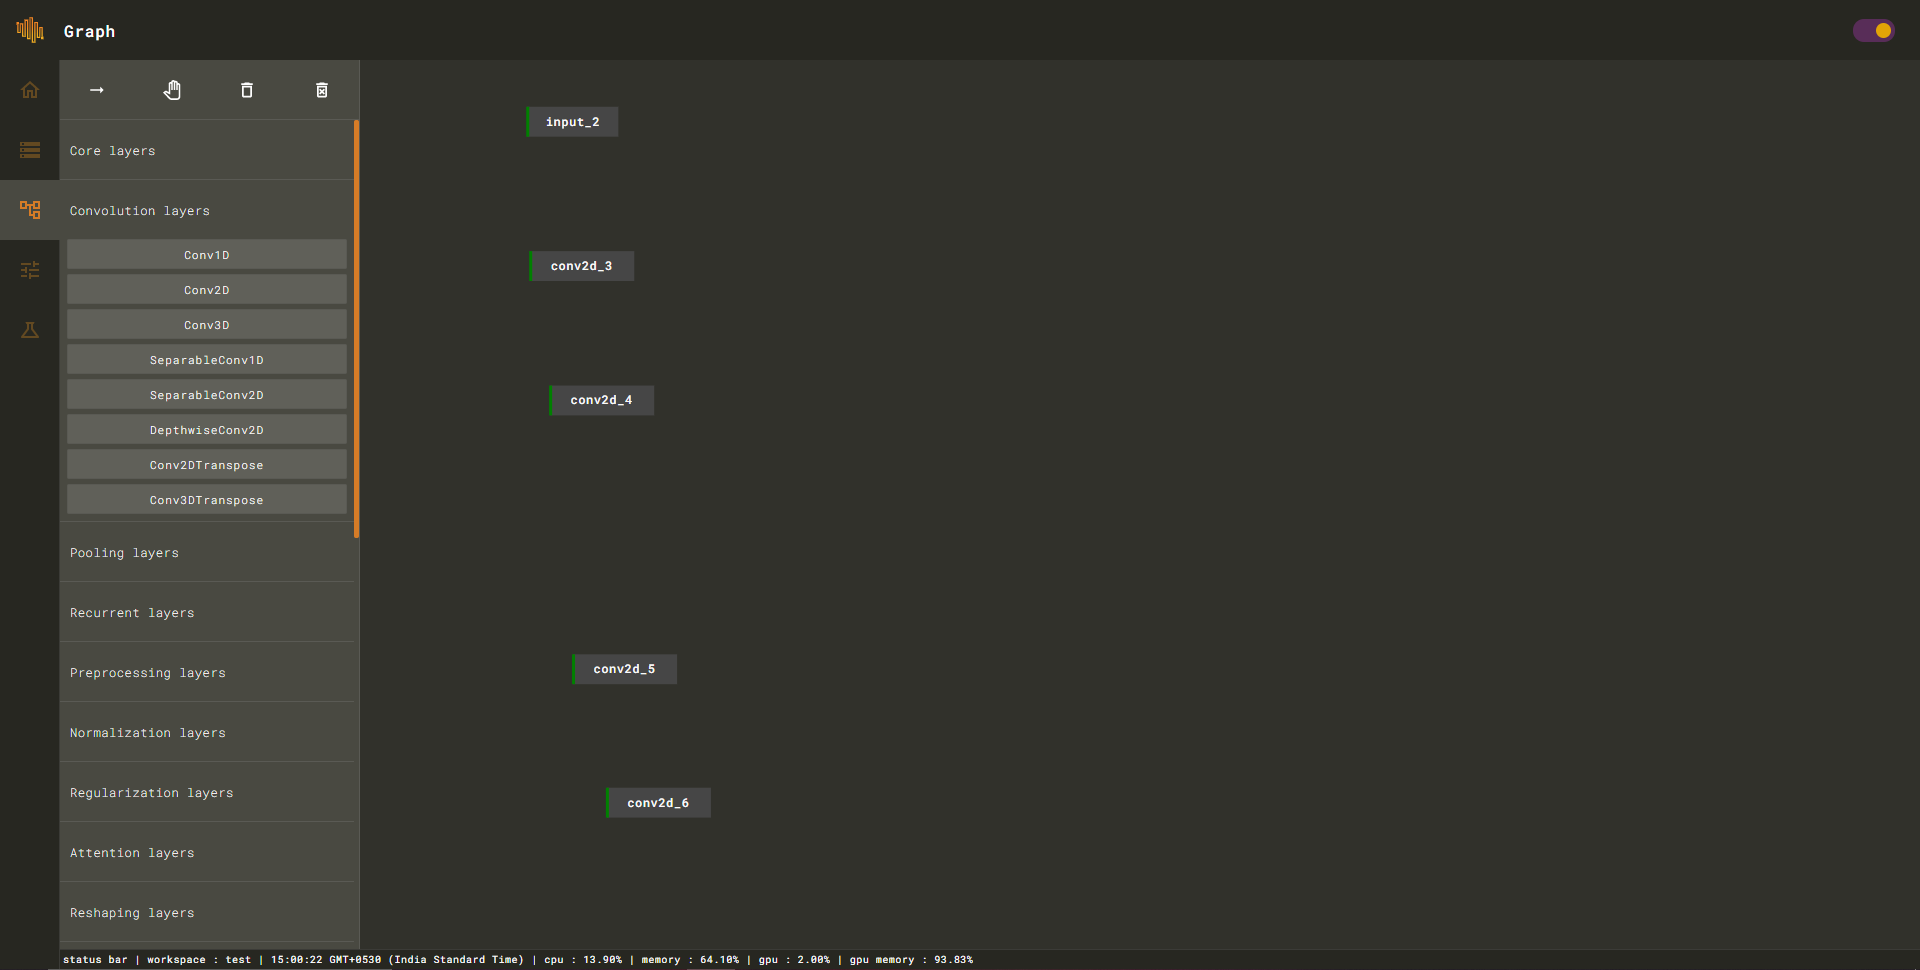 Graph
Core layers
Convolution layers
Conv1D
Conv2D
Conv3D
SeparableConv1D
SeparableConv2D
DepthwiseConv2D
Conv2DTranspose
Conv3DTranspose
Pooling layers
Recurrent layers
Preprocessing layers
Normalization layers
Regularization layers
Attention layers
Reshaping layers
input_2
conv2d_3
conv2d_4
conv2d_5
conv2d_6
status bar | workspace : test | 15:00:22 GMT+0530 (India Standard Time) | cpu : 13.90% | memory : 64.10% | gpu : 2.00% | gpu memory : 93.83%